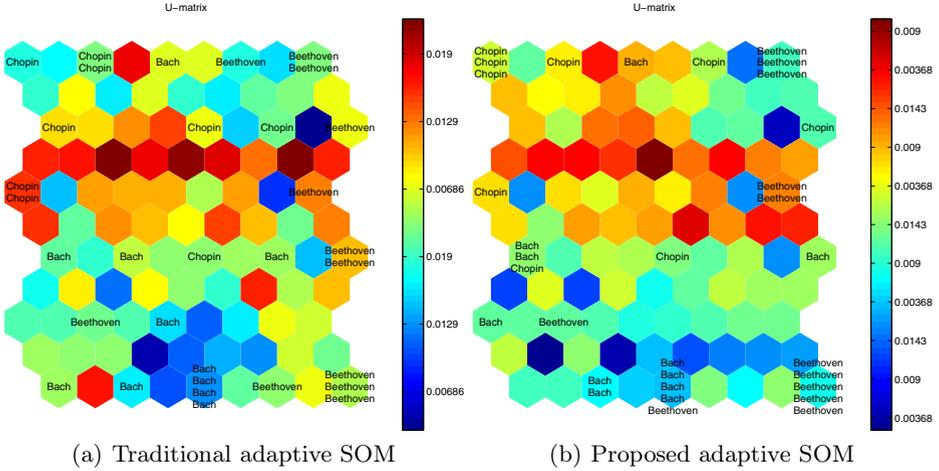 U-matrix
Chopin Chopin Bach Beethoven Beethoven
Chopin Beethoven
Chopin Chopin Chopin Beethoven
Chopin Beethoven
Chopin
Bach Bach Chopin Bach Beethoven
Beethoven
Beethoven Bach
Bach
Bach Bach Bach Beethoven Beethoven
Bach Beethoven
Bach Beethoven
0.019
0.0129
0.00686
0.019
0.0129
0.00686
(a) Traditional adaptive SOM
U-matrix
Chopin Beethoven
Chopin Chopin Bach Chopin Beethoven
Chopin Beethoven
Chopin
Chopin Beethoven
Beethoven
Bach
Bach Chopin Bach
Chopin
Bach Beethoven
Bach Beethoven
Bach Bach Beethoven
Bach Bach Beethoven
Bach Beethoven
Beethoven Beethoven
0.009
0.00368
0.0143
0.009
0.00368
0.0143
0.009
0.00368
0.0143
0.009
0.00368
(b) Proposed adaptive SOM